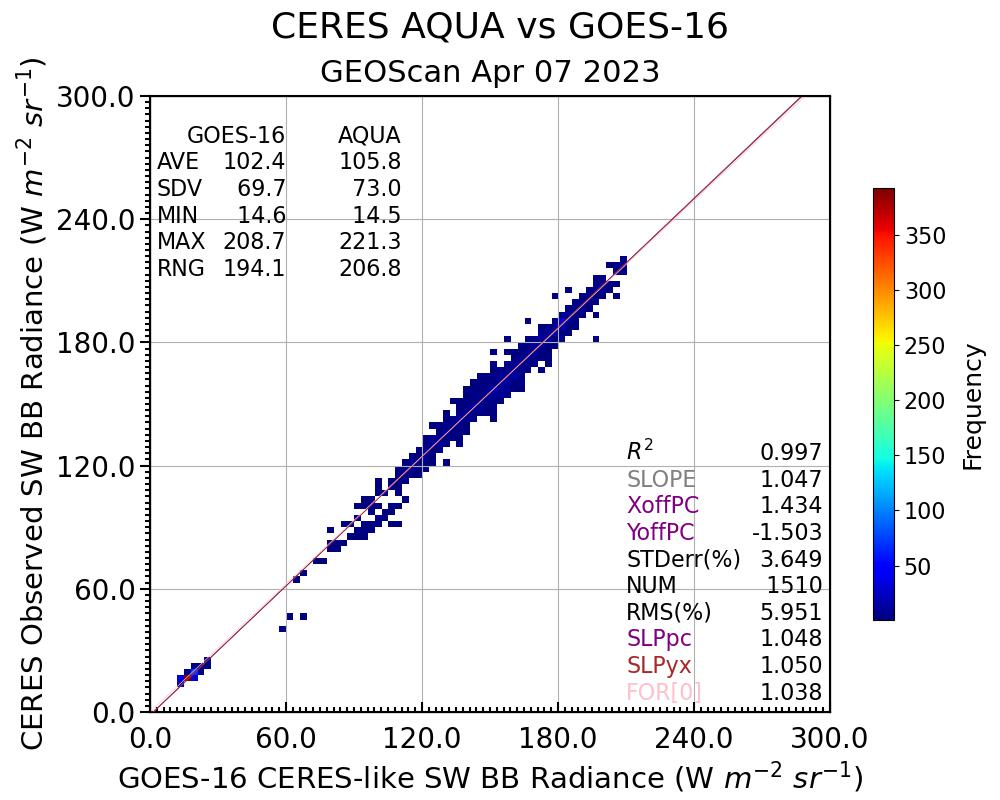 CERES AQUA vs GOES-16
GEOScan Apr 07 2023
CERES Observed SW BB Radiance (W m⁻² sr⁻¹)
300.0
240.0
180.0
120.0
60.0
0.0
GOES-16 AQUA
AVE 102.4 105.8
SDV 69.7 73.0
MIN 14.6 14.5
MAX 208.7 221.3
RNG 194.1 206.8
R² 0.997
SLOPE 1.047
XoffPC 1.434
YoffPC -1.503
STDerr(%) 3.649
NUM 1510
RMS(%) 5.951
SLPpc 1.048
SLPyx 1.050
FOR[0] 1.038
0.0 60.0 120.0 180.0 240.0 300.0
GOES-16 CERES-like SW BB Radiance (W m⁻² sr⁻¹)
350
300
250
200
150
100
50
Frequency